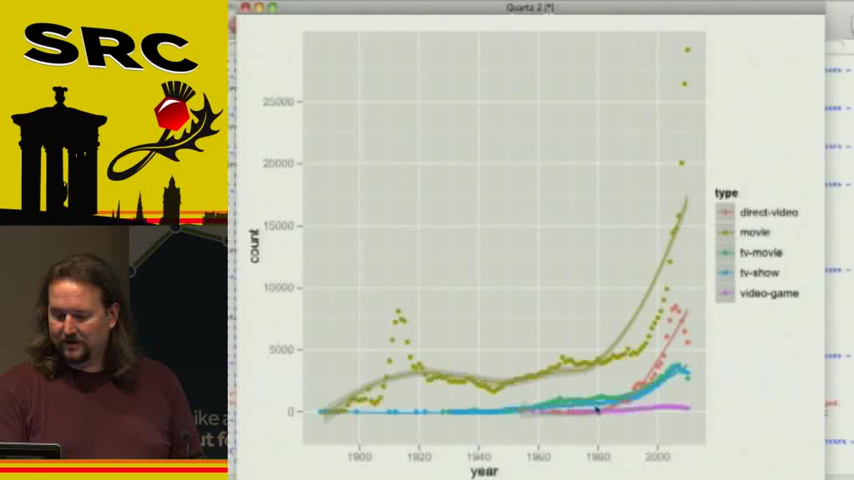 SRC
Quartz 2 [*]
25000
20000
15000
10000
5000
0
count
1900
1920
1940
1960
1980
2000
year
type
direct-video
movie
tv-movie
tv-show
video-game